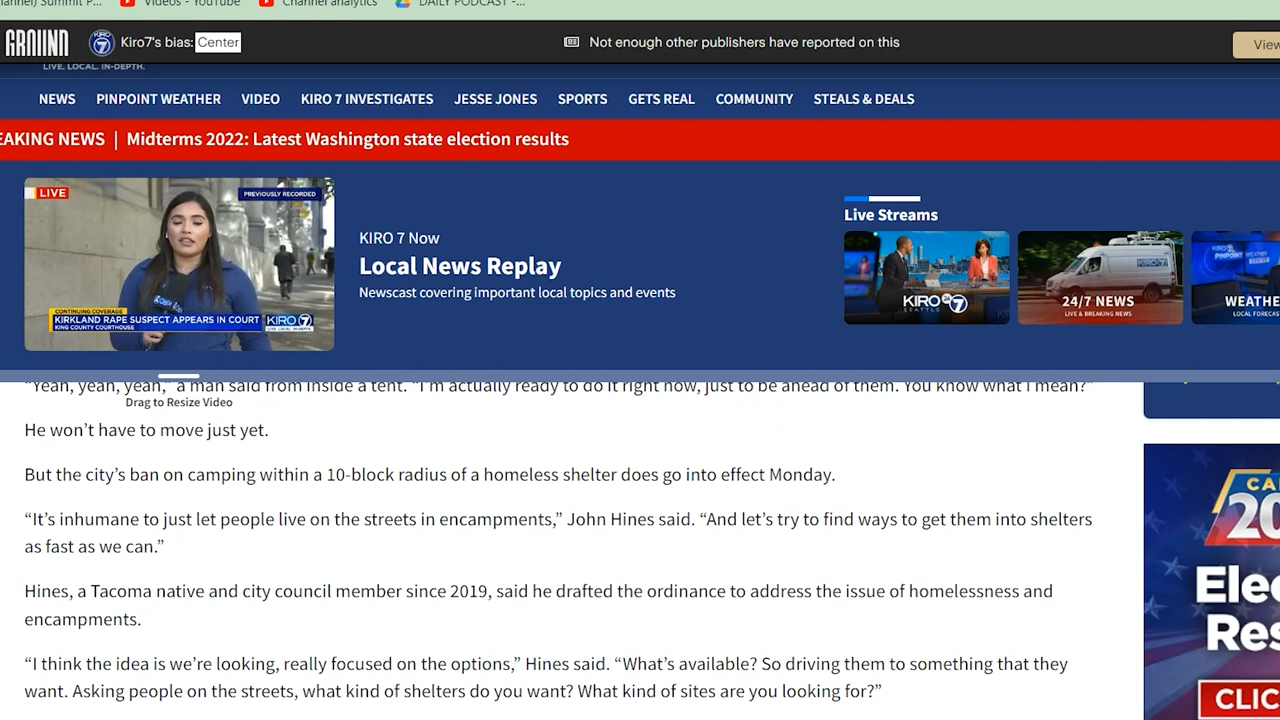 hannel) Summit P...
Videos - YouTube
Channel analytics
DAILY PODCAST -...
GROUND
Kiro7's bias: Center
Not enough other publishers have reported on this
View
LIVE. LOCAL. IN-DEPTH.
NEWS PINPOINT WEATHER VIDEO KIRO 7 INVESTIGATES JESSE JONES SPORTS GETS REAL COMMUNITY STEALS & DEALS
EAKING NEWS | Midterms 2022: Latest Washington state election results
LIVE
PREVIOUSLY RECORDED
CONTINUING COVERAGE
KIRKLAND RAPE SUSPECT APPEARS IN COURT
KING COUNTY COURTHOUSE
KIRO 7
KIRO 7 Now
Local News Replay
Newscast covering important local topics and events
Live Streams
KIRO 7
SEATTLE
24/7 NEWS
LIVE & BREAKING NEWS
KIRO 7
PINPOINT
WEATHE
LOCAL FORECAS
"Yeah, yeah, yeah," a man said from inside a tent. "I'm actually ready to do it right now, just to be ahead of them. You know what I mean?"
Drag to Resize Video
He won't have to move just yet.
But the city's ban on camping within a 10-block radius of a homeless shelter does go into effect Monday.
“It's inhumane to just let people live on the streets in encampments,” John Hines said. “And let's try to find ways to get them into shelters
as fast as we can.”
Hines, a Tacoma native and city council member since 2019, said he drafted the ordinance to address the issue of homelessness and
encampments.
“I think the idea is we're looking, really focused on the options,” Hines said. “What's available? So driving them to something that they
want. Asking people on the streets, what kind of shelters do you want? What kind of sites are you looking for?”
CA
20
Elec
Res
CLIC